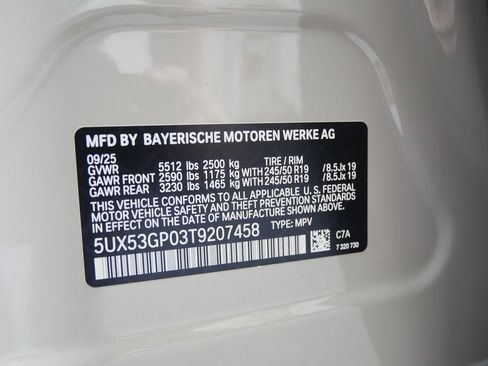 MFD BY BAYERISCHE MOTOREN WERKE AG
09/25 TIRE / RIM
GVWR 5512 lbs 2500 kg
GAWR FRONT 2590 lbs 1175 kg WITH 245/50 R19 /8.5Jx 19
GAWR REAR 3230 lbs 1465 kg WITH 245/50 R19 /8.5Jx 19
THIS VEHICLE CONFORMS TO ALL APPLICABLE U.S. FEDERAL
MOTOR VEHICLE SAFETY, BUMPER, AND THEFT PREVENTION
STANDARDS IN EFFECT ON THE DATE OF MANUFACTURE
SHOWN ABOVE.
5UX53GP03T9207458 TYPE: MPV
C7A
7 320 730